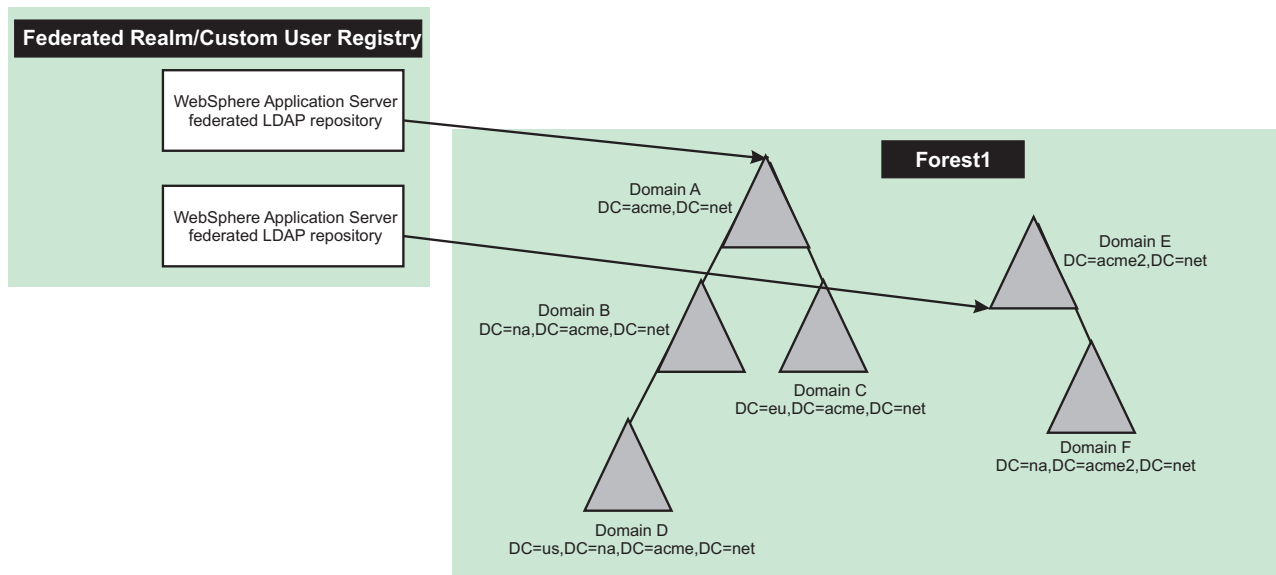 Federated Realm/Custom User Registry
WebSphere Application Server
federated LDAP repository
WebSphere Application Server
federated LDAP repository
Forest1
Domain A
DC=acme,DC=net
Domain E
DC=acme2,DC=net
Domain B
DC=na,DC=acme,DC=net
Domain C
DC=eu,DC=acme,DC=net
Domain F
DC=na,DC=acme2,DC=net
Domain D
DC=us,DC=na,DC=acme,DC=net